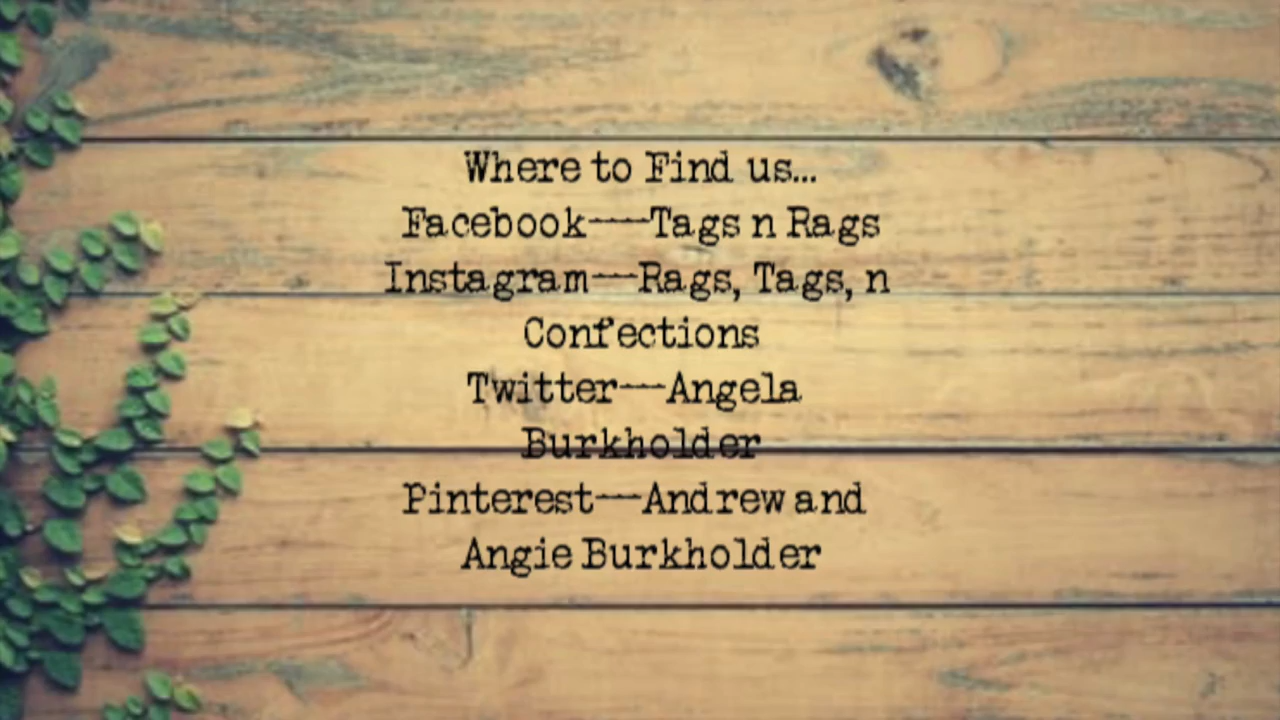 Where to Find us...
Facebook----Tags n Rags
Instagram---Rags, Tags, n
Confections
Twitter---Angela
Burkholder
Pinterest---Andrew and
Angie Burkholder